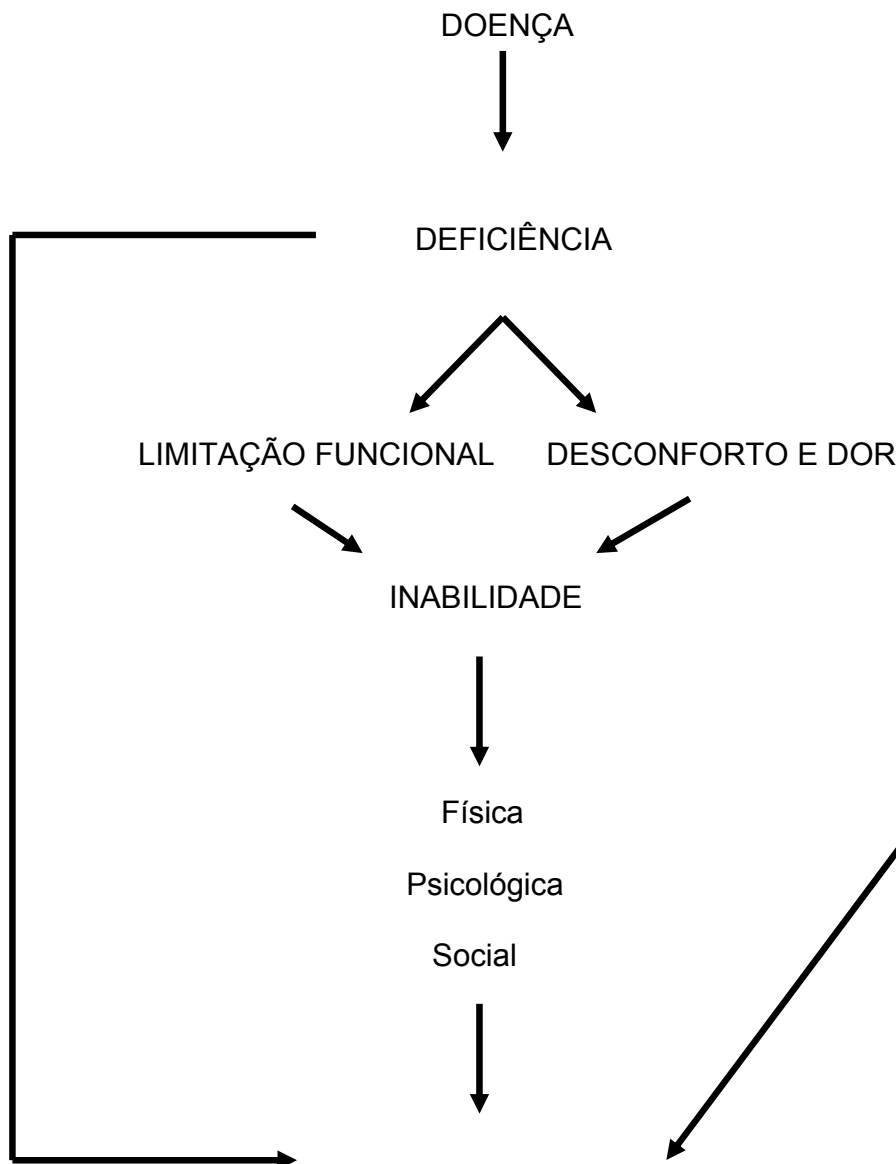 DOENÇA
DEFICIÊNCIA
LIMITAÇÃO FUNCIONAL DESCONFORTO E DOR
INABILIDADE
Física
Psicológica
Social